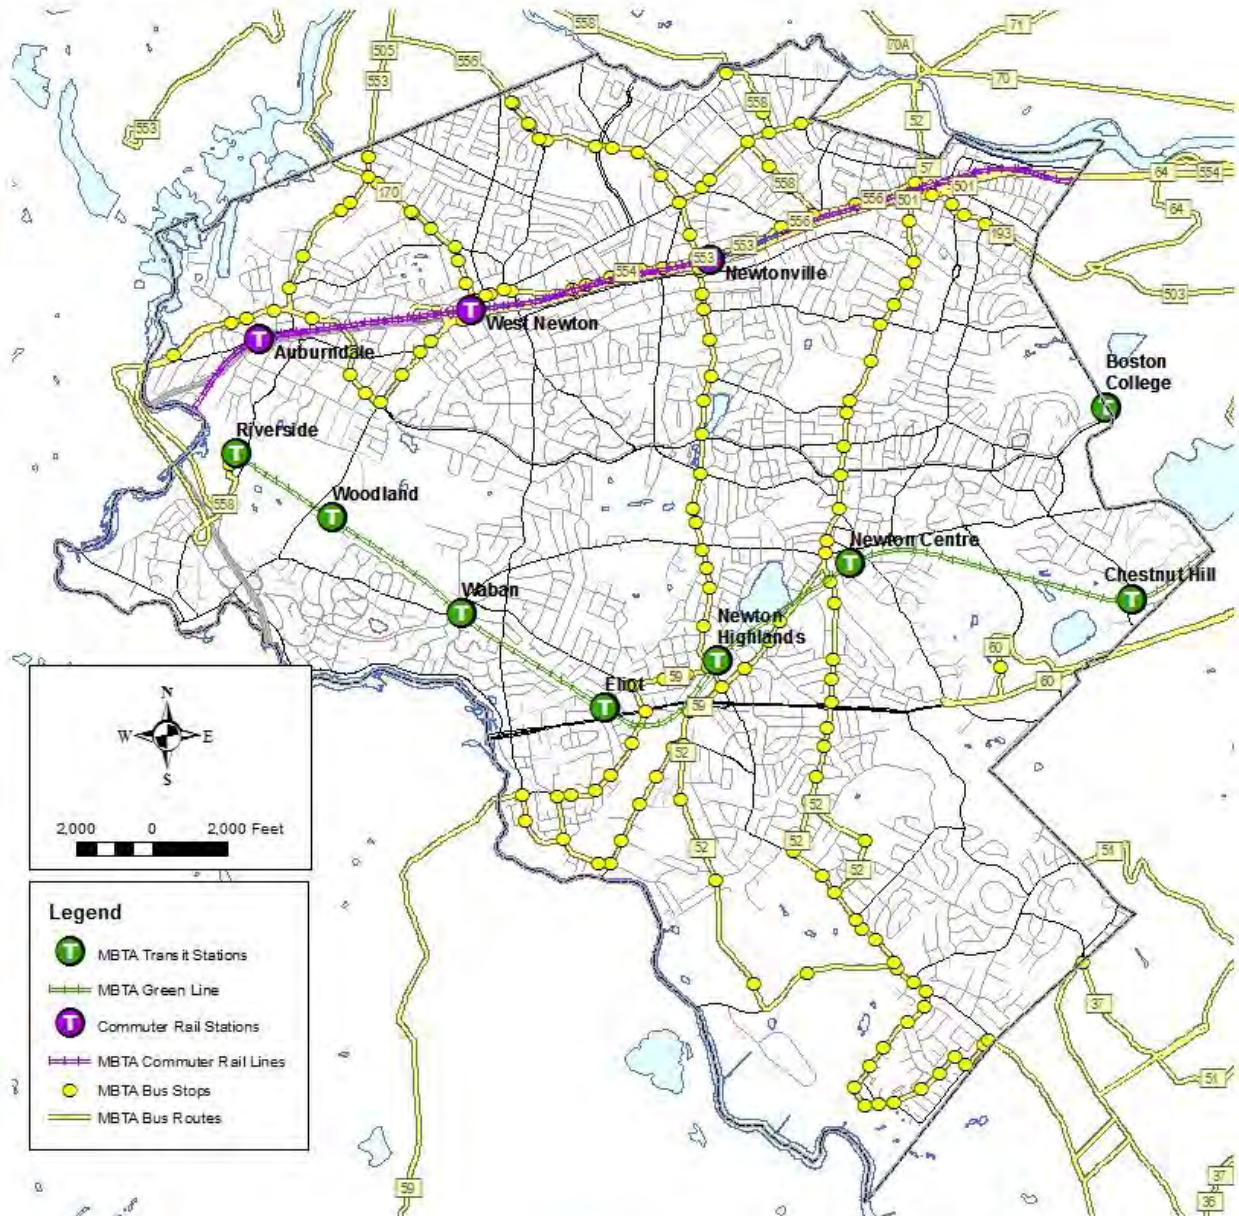 558
71
505
70A
556
553
70
558
52
553
57
64
554
170
501
558
556
501
64
556
193
553
553
554
Newtonville
503
West Newton
Auburndale
Boston
College
Riverside
Woodland
558
Newton Centre
Chestnut Hill
Waban
Newton
Highlands
60
59
60
Eliot
59
N
W
E
S
52
2,000
0
2,000 Feet
52
52
52
52
51
Legend
MBTA Transit Stations
MBTA Green Line
37
Commuter Rail Stations
MBTA Commuter Rail Lines
51
MBTA Bus Stops
MBTA Bus Routes
59
37
36